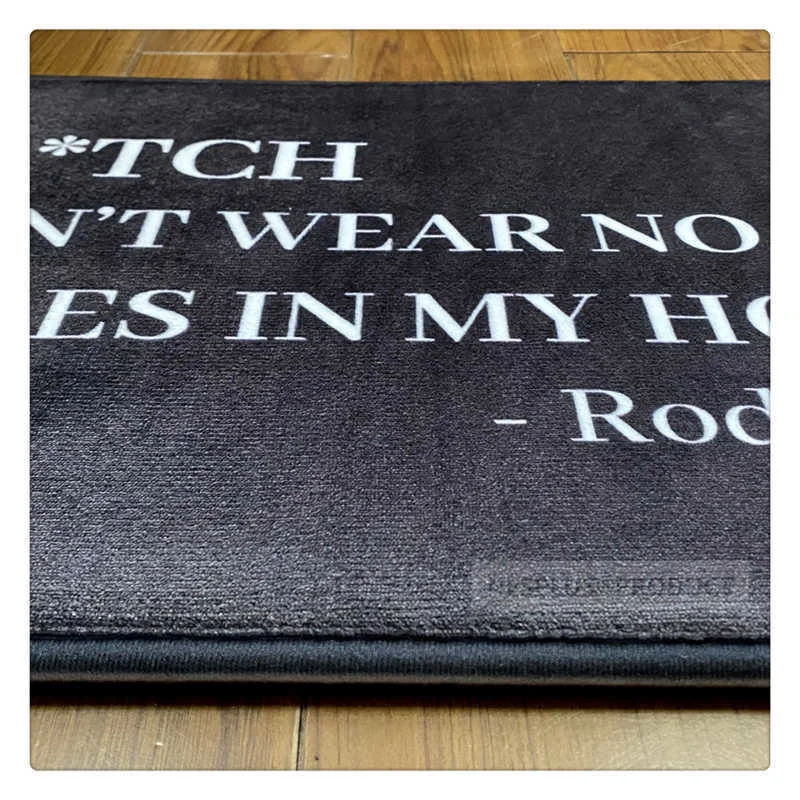 *TCH
N'T WEAR NO
ES IN MY HO
- Rod